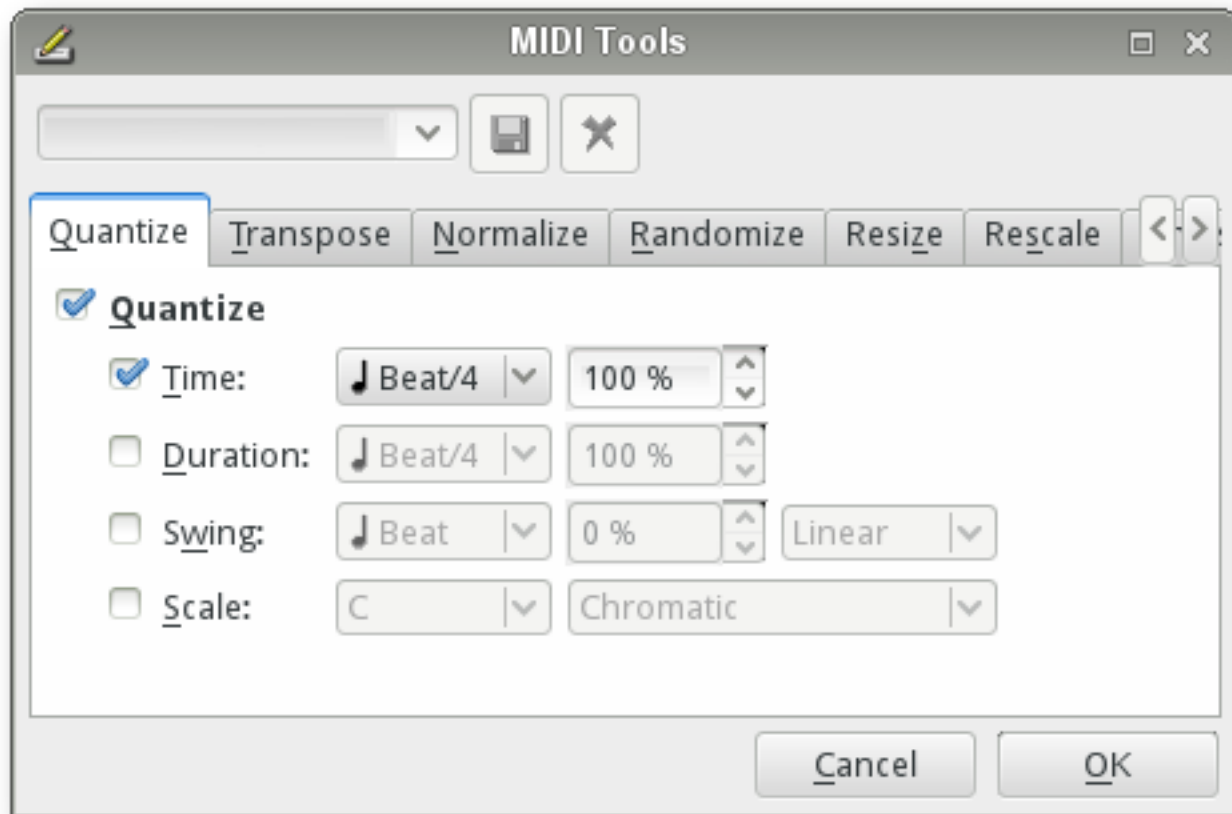 MIDI Tools
Quantize Transpose Normalize Randomize Resize Rescale
Quantize
Time: Beat/4 100 %
Duration: Beat/4 100 %
Swing: Beat 0 % Linear
Scale: C Chromatic
Cancel OK